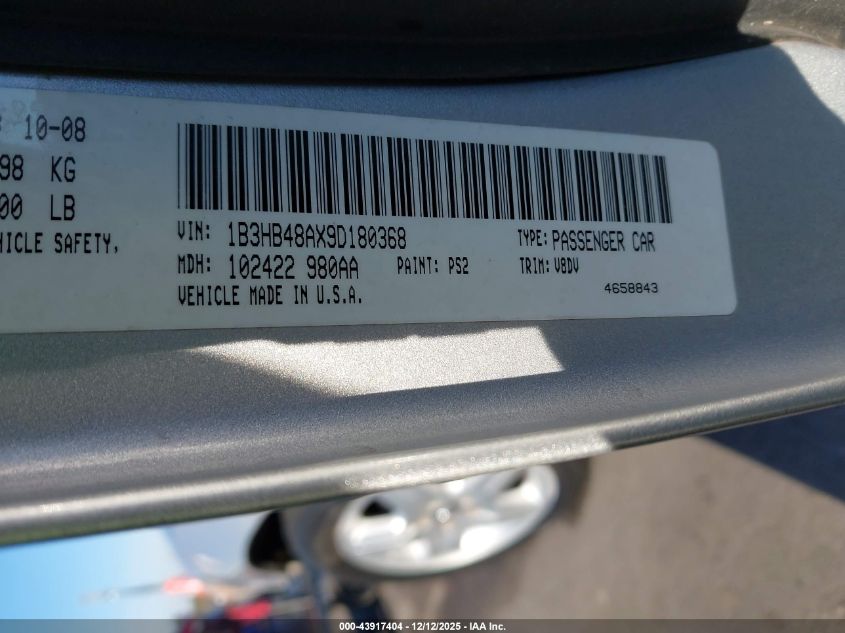 10-08
98 KG
00 LB
HICLE SAFETY,
VIN: 1B3HB48AX9D180368 TYPE: PASSENGER CAR
MDH: 102422 980AA PAINT: PS2 TRIM: V8DV
VEHICLE MADE IN U.S.A. 4658843
000-43917404 - 12/12/2025 - IAA Inc.